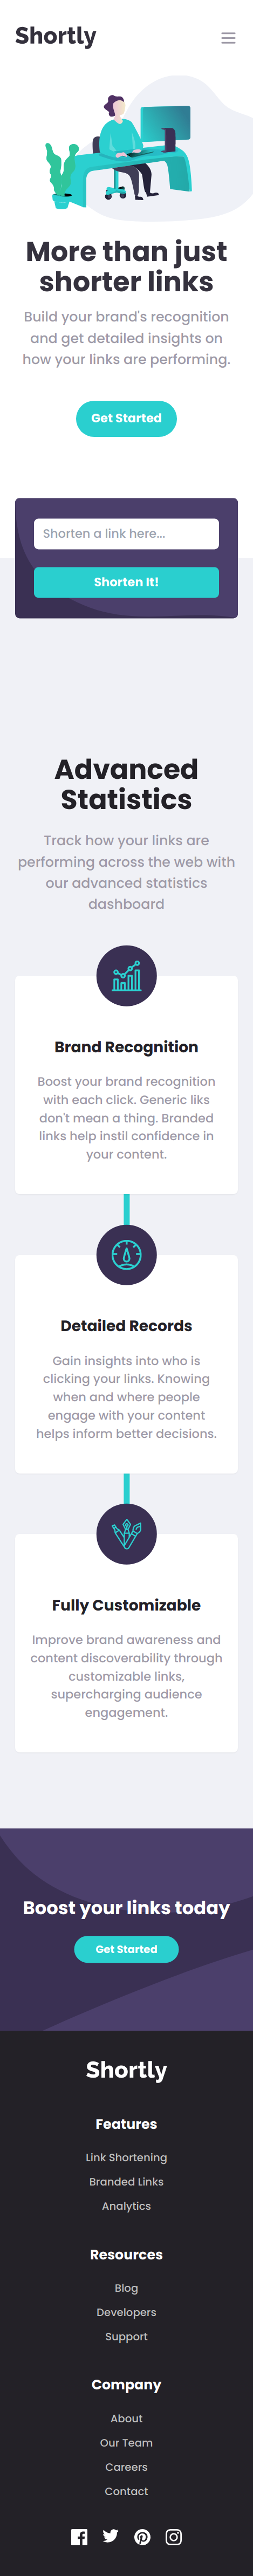 Shortly
More than just
shorter links
Build your brand's recognition
and get detailed insights on
how your links are performing.
Get Started
Shorten a link here...
Shorten It!
Advanced
Statistics
Track how your links are
performing across the web with
our advanced statistics
dashboard
Brand Recognition
Boost your brand recognition
with each click. Generic liks
don't mean a thing. Branded
links help instil confidence in
your content.
Detailed Records
Gain insights into who is
clicking your links. Knowing
when and where people
engage with your content
helps inform better decisions.
Fully Customizable
Improve brand awareness and
content discoverability through
customizable links,
supercharging audience
engagement.
Boost your links today
Get Started
Shortly
Features
Link Shortening
Branded Links
Analytics
Resources
Blog
Developers
Support
Company
About
Our Team
Careers
Contact